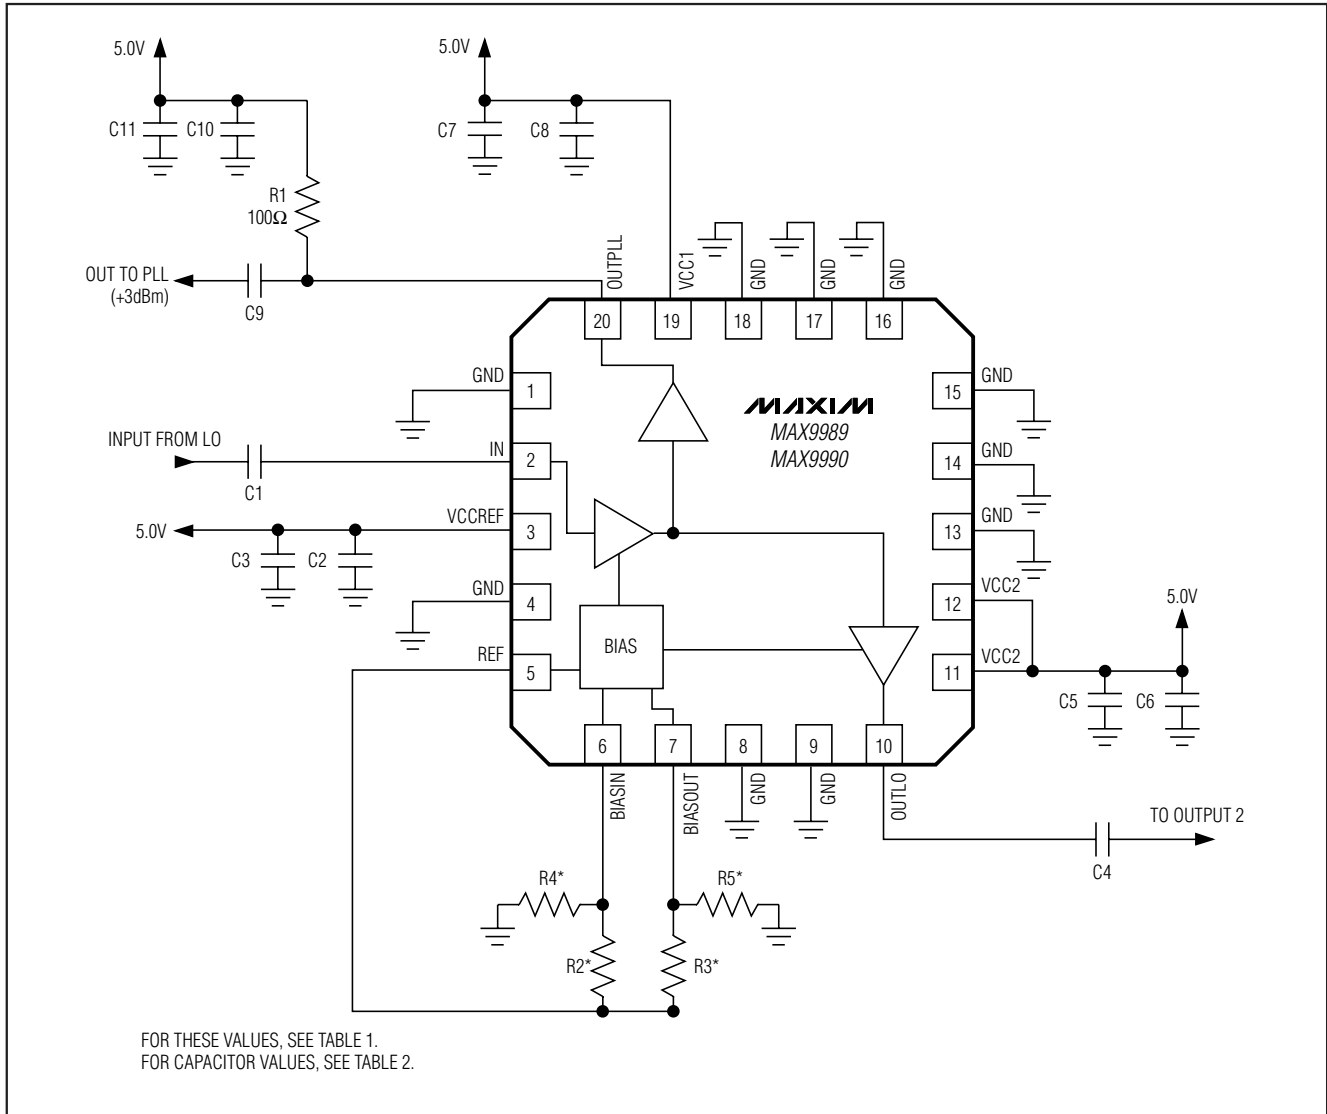 5.0V
5.0V
C11
C10
C7
C8
R1
100Ω
OUT TO PLL
(+3dBm)
C9
OUTPLL
VCC1
GND
GND
GND
20
19
18
17
16
GND
1
15
GND
MAXIM
MAX9989
MAX9990
INPUT FROM LO
C1
IN
2
14
GND
5.0V
C3
C2
VCCREF
3
13
GND
GND
4
12
VCC2
5.0V
REF
5
BIAS
11
VCC2
C5
C6
6
7
8
9
10
BIASIN
BIASOUT
GND
GND
OUTLO
TO OUTPUT 2
C4
R4*
R5*
R2*
R3*
FOR THESE VALUES, SEE TABLE 1.
FOR CAPACITOR VALUES, SEE TABLE 2.